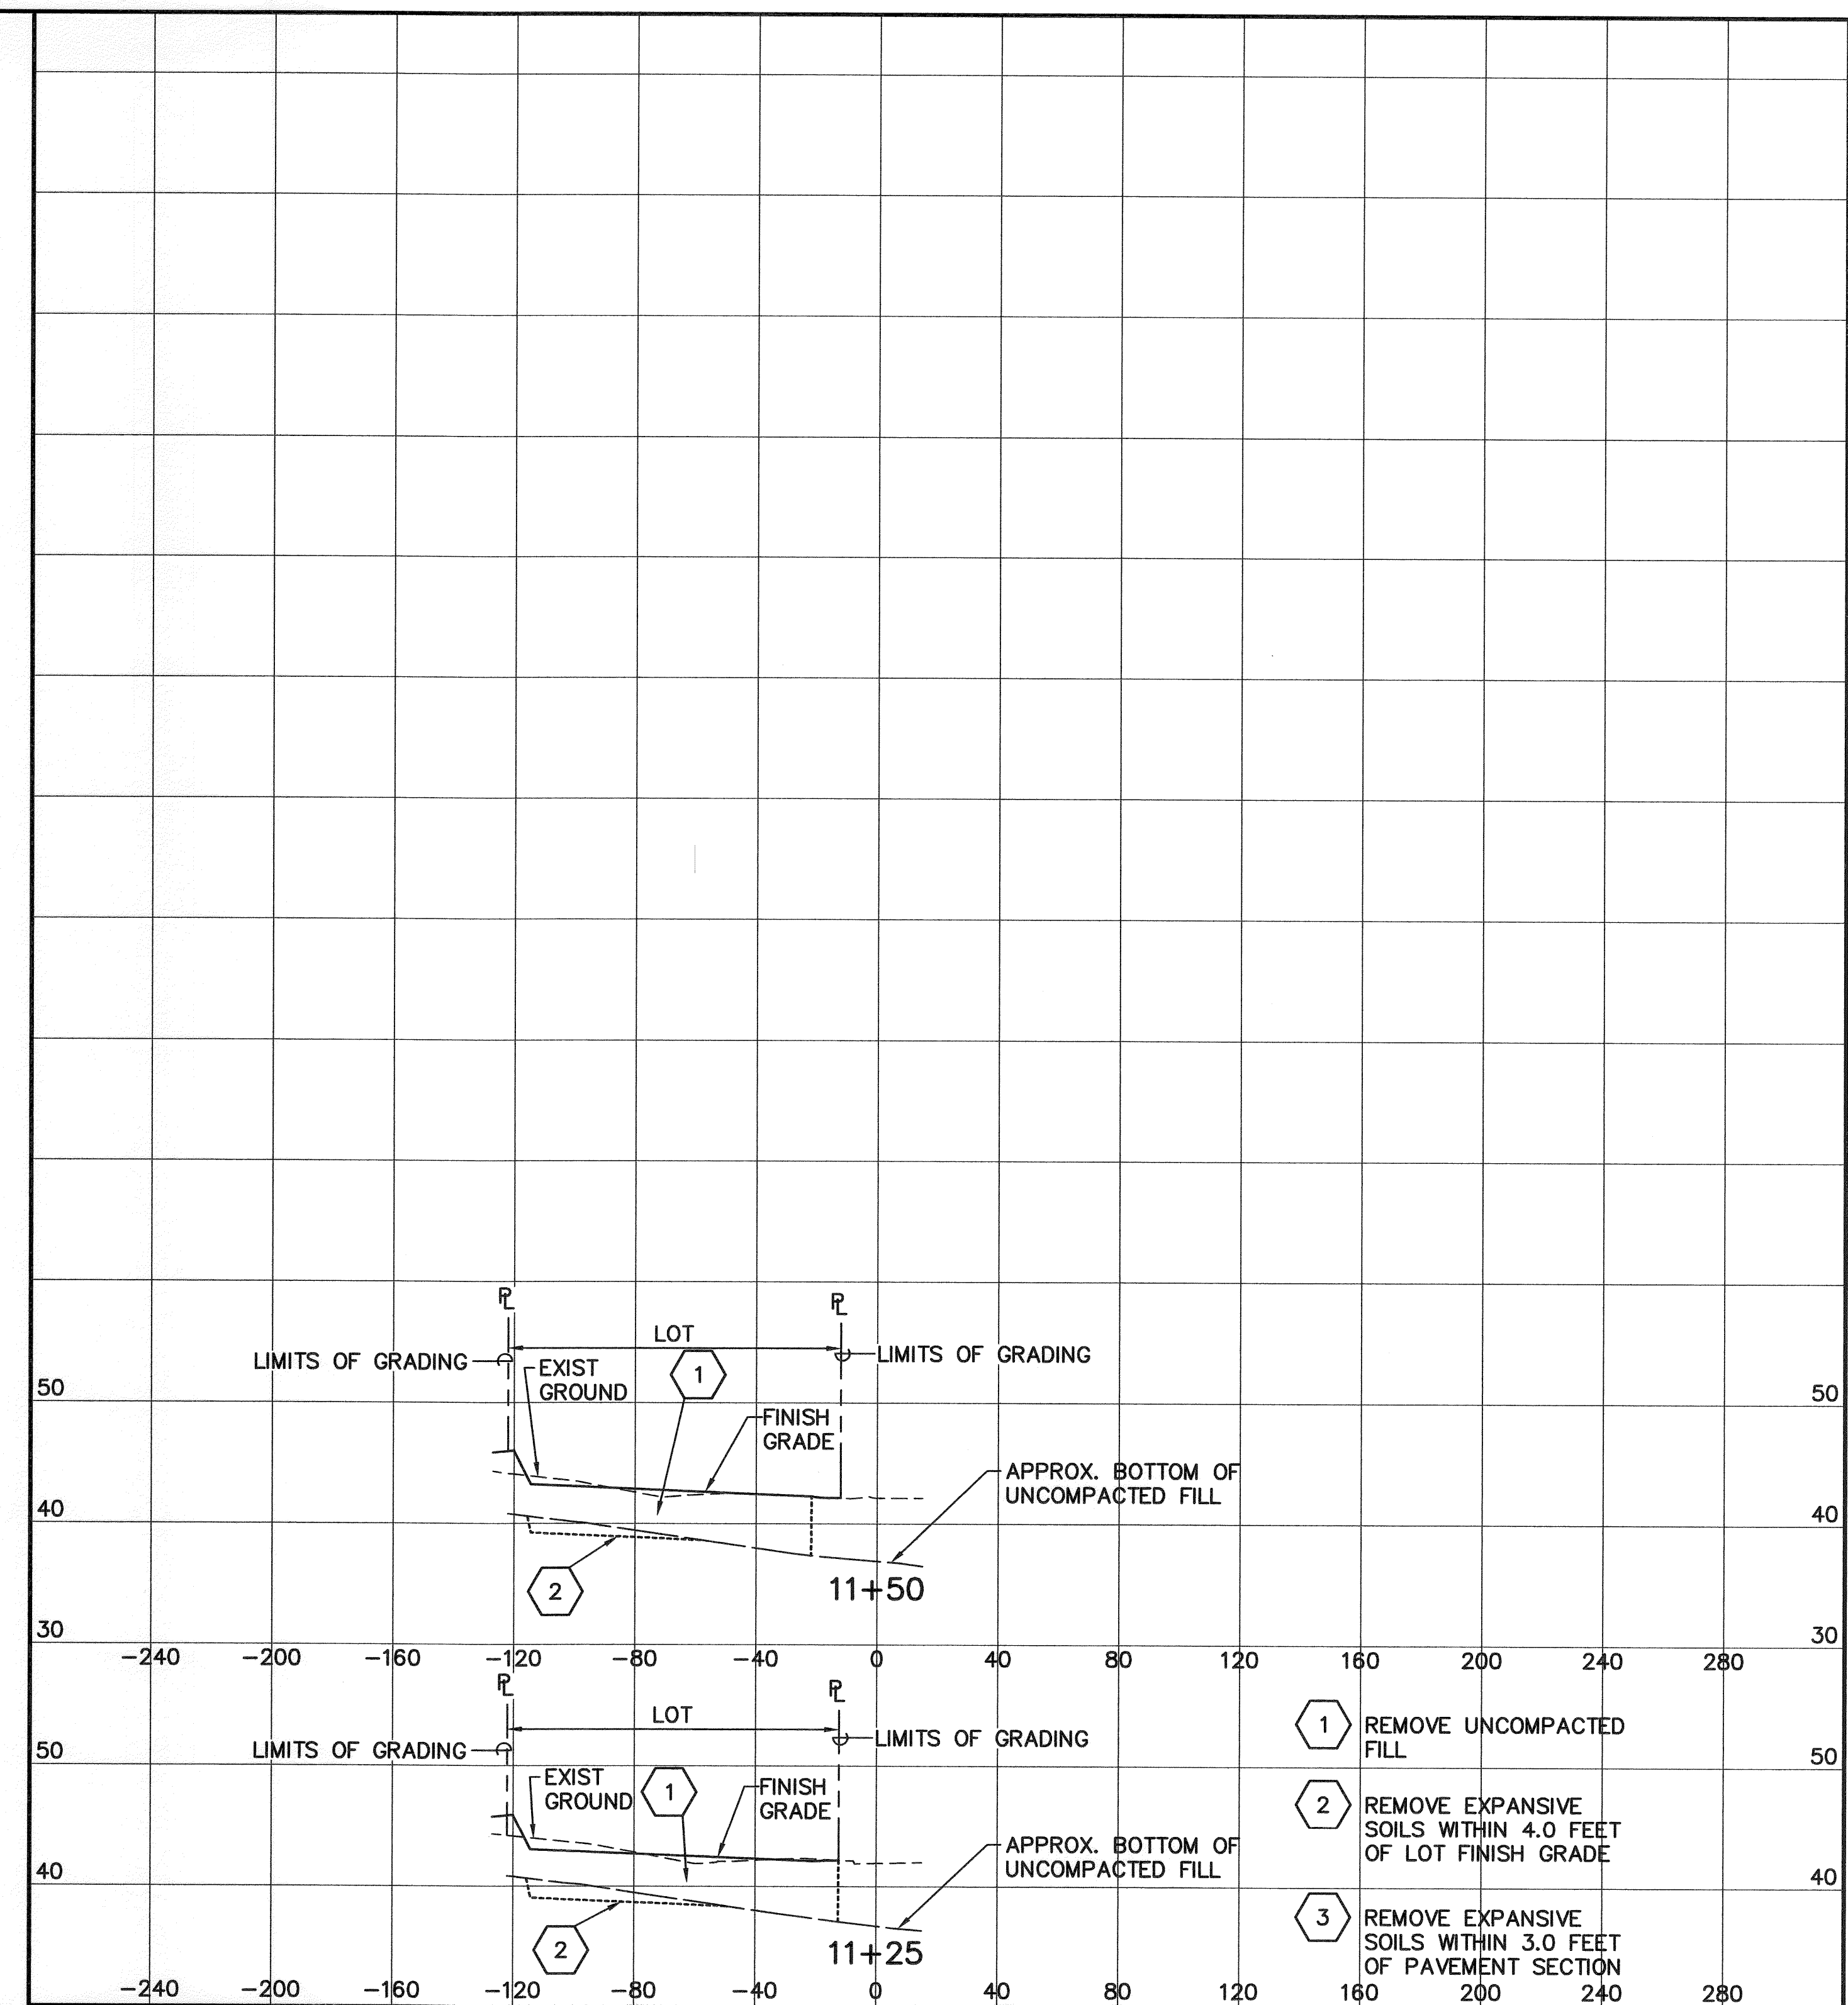 PL
PL
LOT
LIMITS OF GRADING
LIMITS OF GRADING
EXIST
GROUND
1
50
50
FINISH
GRADE
APPROX. BOTTOM OF
UNCOMPACTED FILL
40
40
2
11+50
30
30
-240 -200 -160 -120 -80 -40 0 40 80 120 160 200 240 280
PL
PL
LOT
LIMITS OF GRADING
LIMITS OF GRADING
50
50
EXIST
GROUND
1
FINISH
GRADE
APPROX. BOTTOM OF
UNCOMPACTED FILL
40
40
2
11+25
-240 -200 -160 -120 -80 -40 0 40 80 120 160 200 240 280
1 REMOVE UNCOMPACTED
FILL
2 REMOVE EXPANSIVE
SOILS WITHIN 4.0 FEET
OF LOT FINISH GRADE
3 REMOVE EXPANSIVE
SOILS WITHIN 3.0 FEET
OF PAVEMENT SECTION